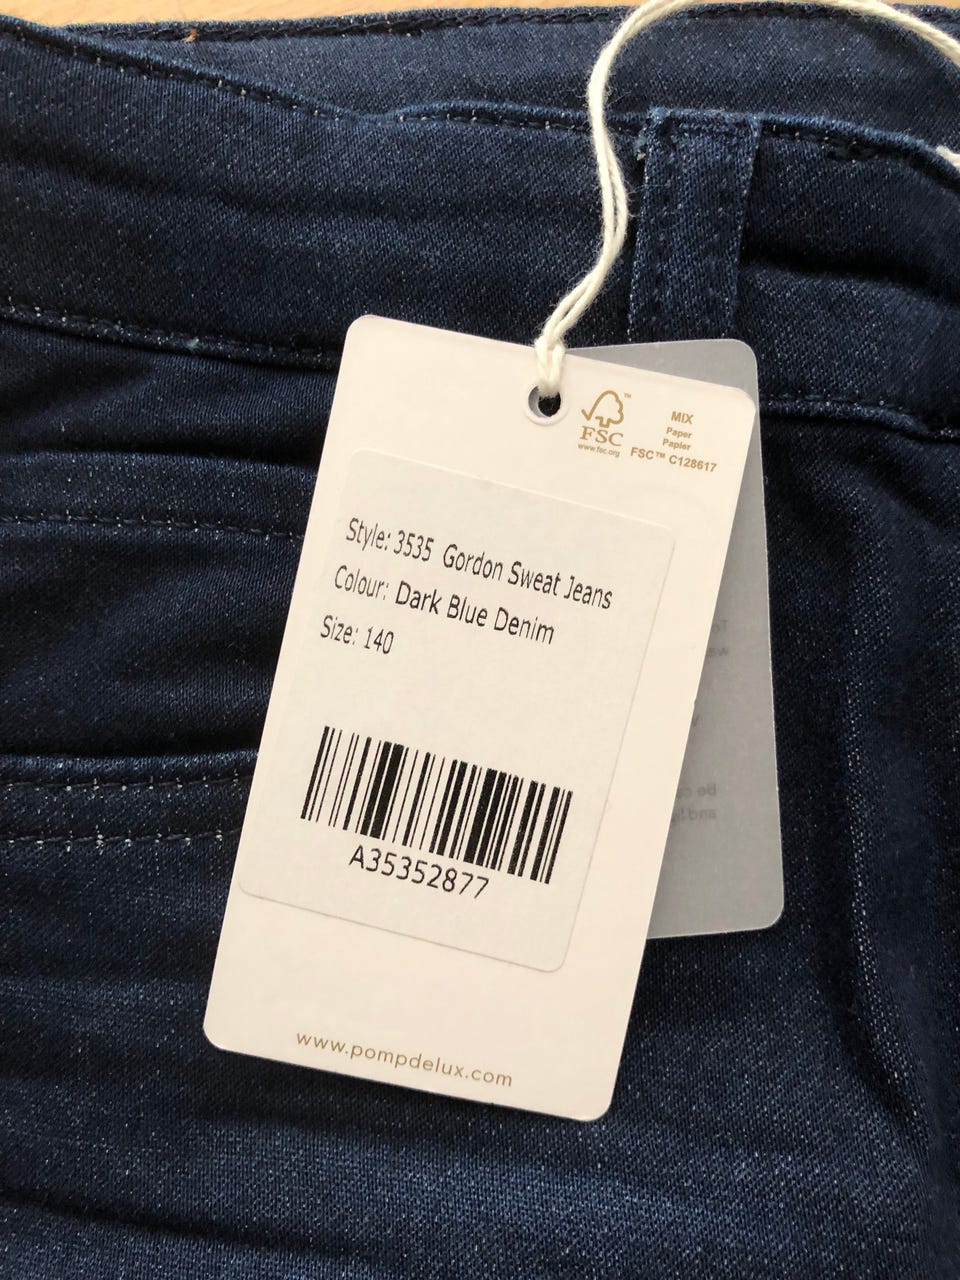 FSC™
www.fsc.org
MIX
Paper
Papier
FSC™ C128617
Style: 3535 Gordon Sweat Jeans
Colour: Dark Blue Denim
Size: 140
A35352877
www.pompdelux.com